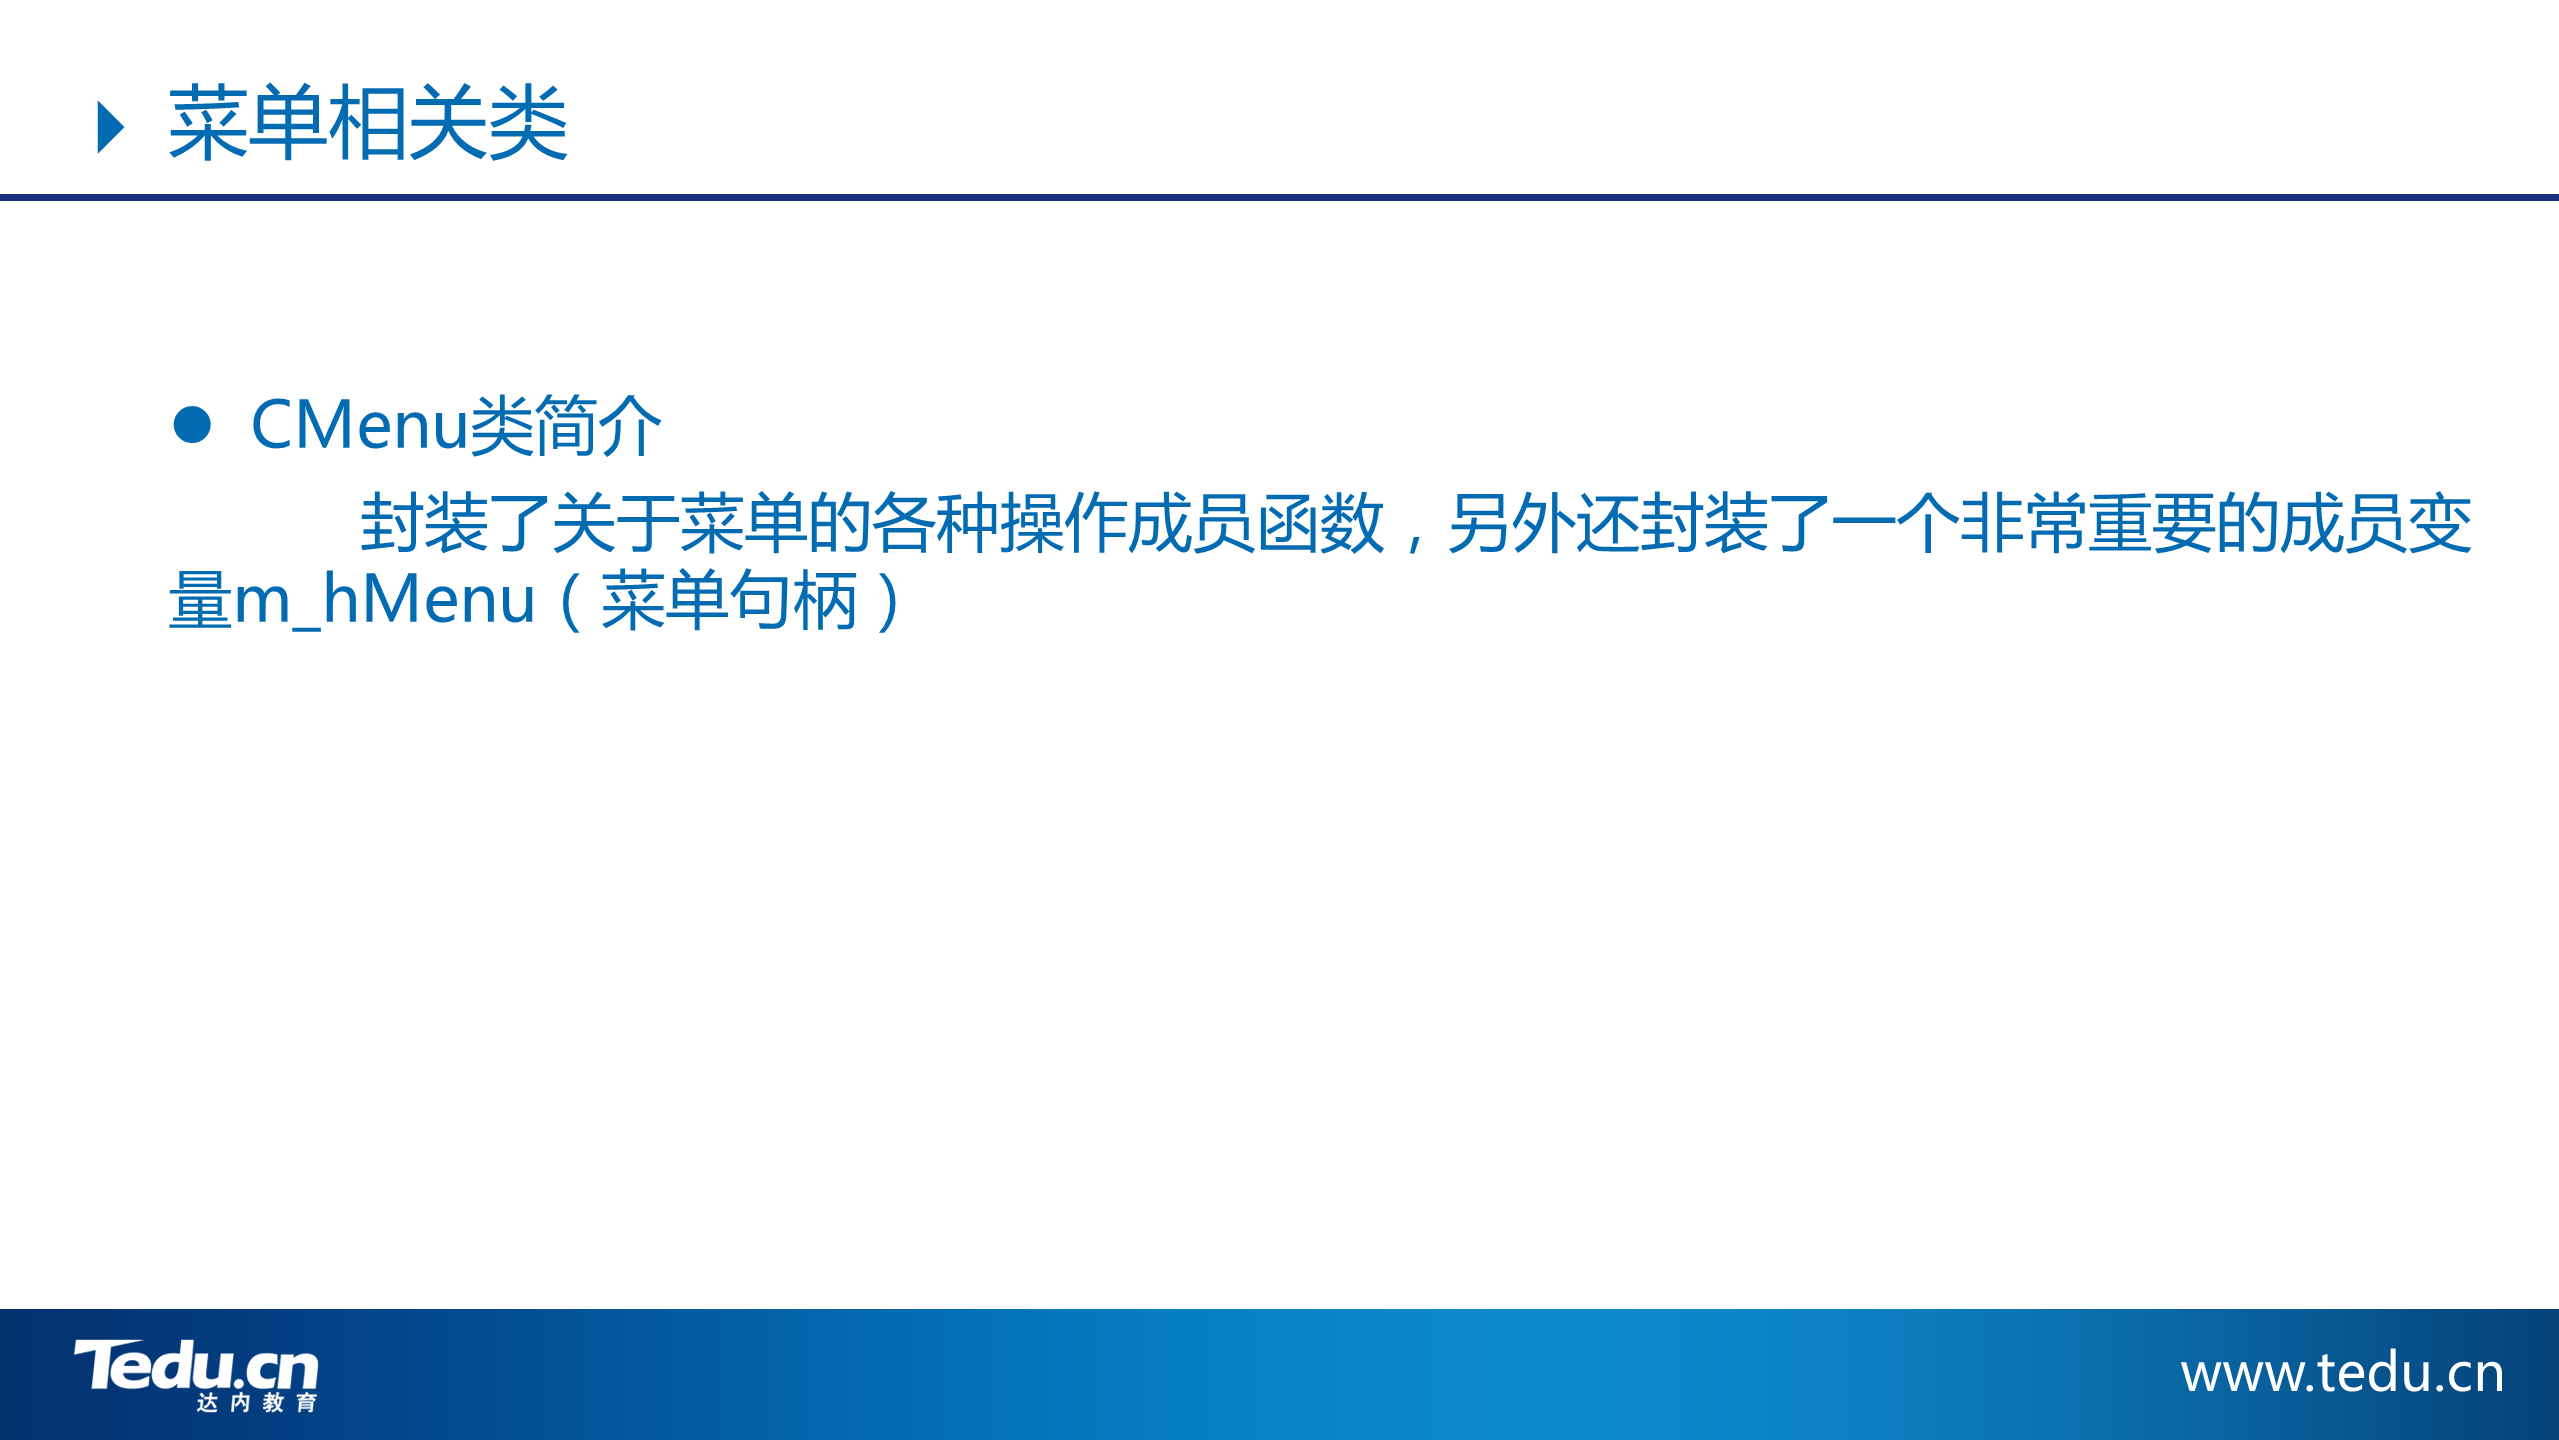 菜单相关类
CMenu类简介
封装了关于菜单的各种操作成员函数，另外还封装了一个非常重要的成员变
量m_hMenu（菜单句柄）
Tedu.cn
达内教育
www.tedu.cn